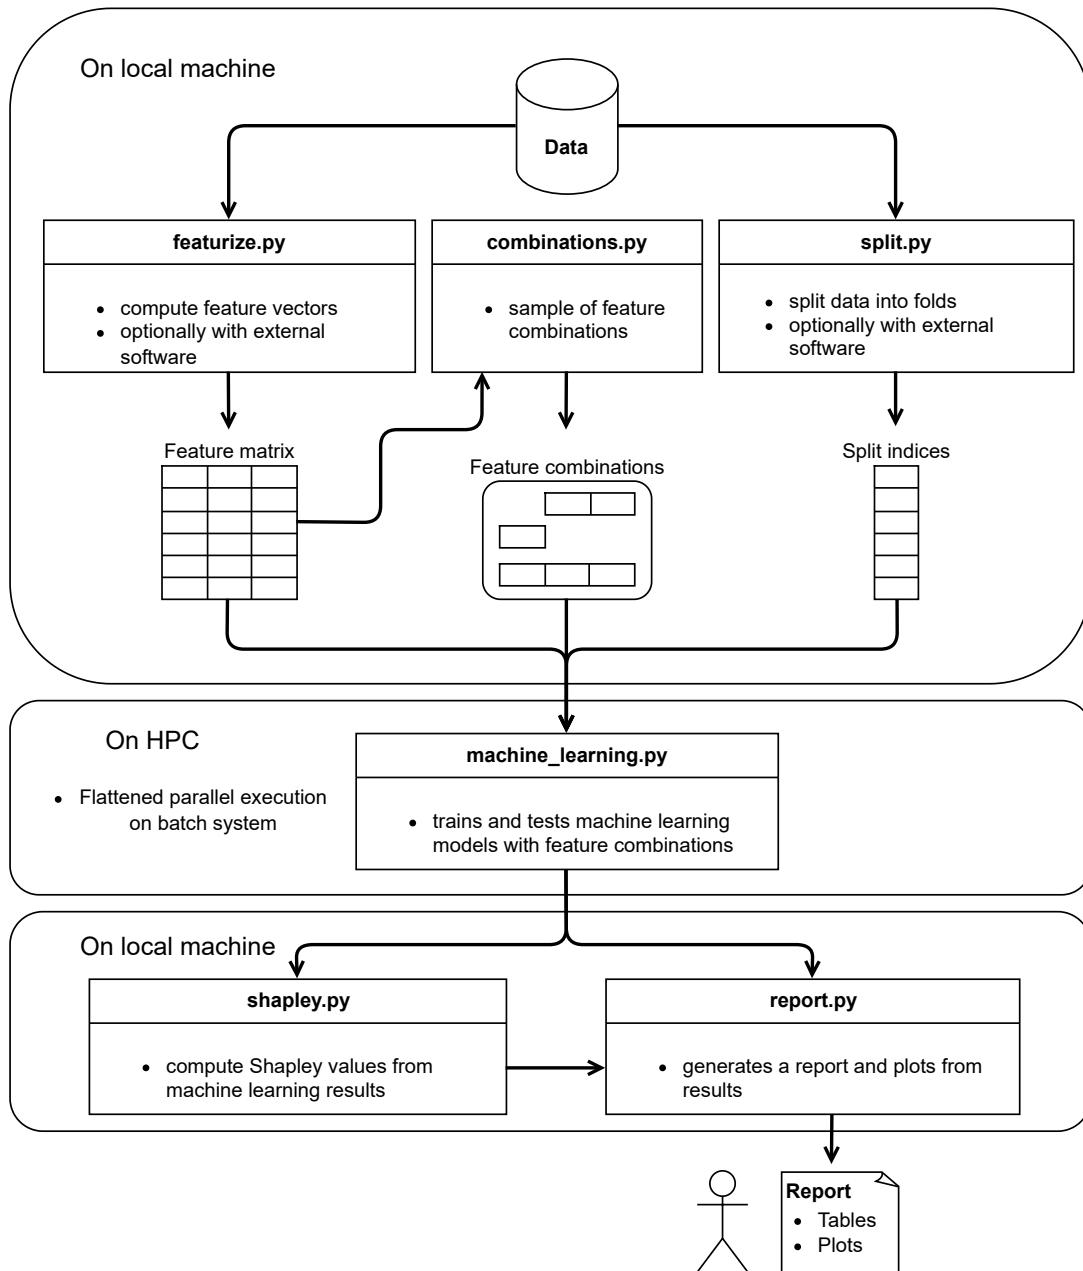 On local machine
Data
featurize.py
• compute feature vectors
• optionally with external
software
combinations.py
• sample of feature
combinations
split.py
• split data into folds
• optionally with external
software
Feature matrix
Feature combinations
Split indices
On HPC
• Flattened parallel execution
on batch system
machine_learning.py
• trains and tests machine learning
models with feature combinations
On local machine
shapley.py
• compute Shapley values from
machine learning results
report.py
• generates a report and plots from
results
Report
• Tables
• Plots